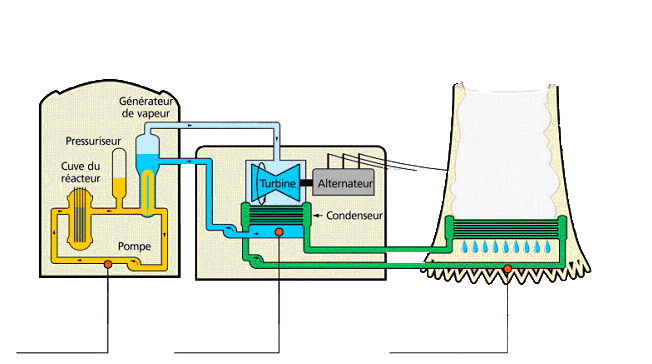 Générateur
de vapeur
Pressuriseur
Cuve du
réacteur
Turbine
Alternateur
Condenseur
Pompe